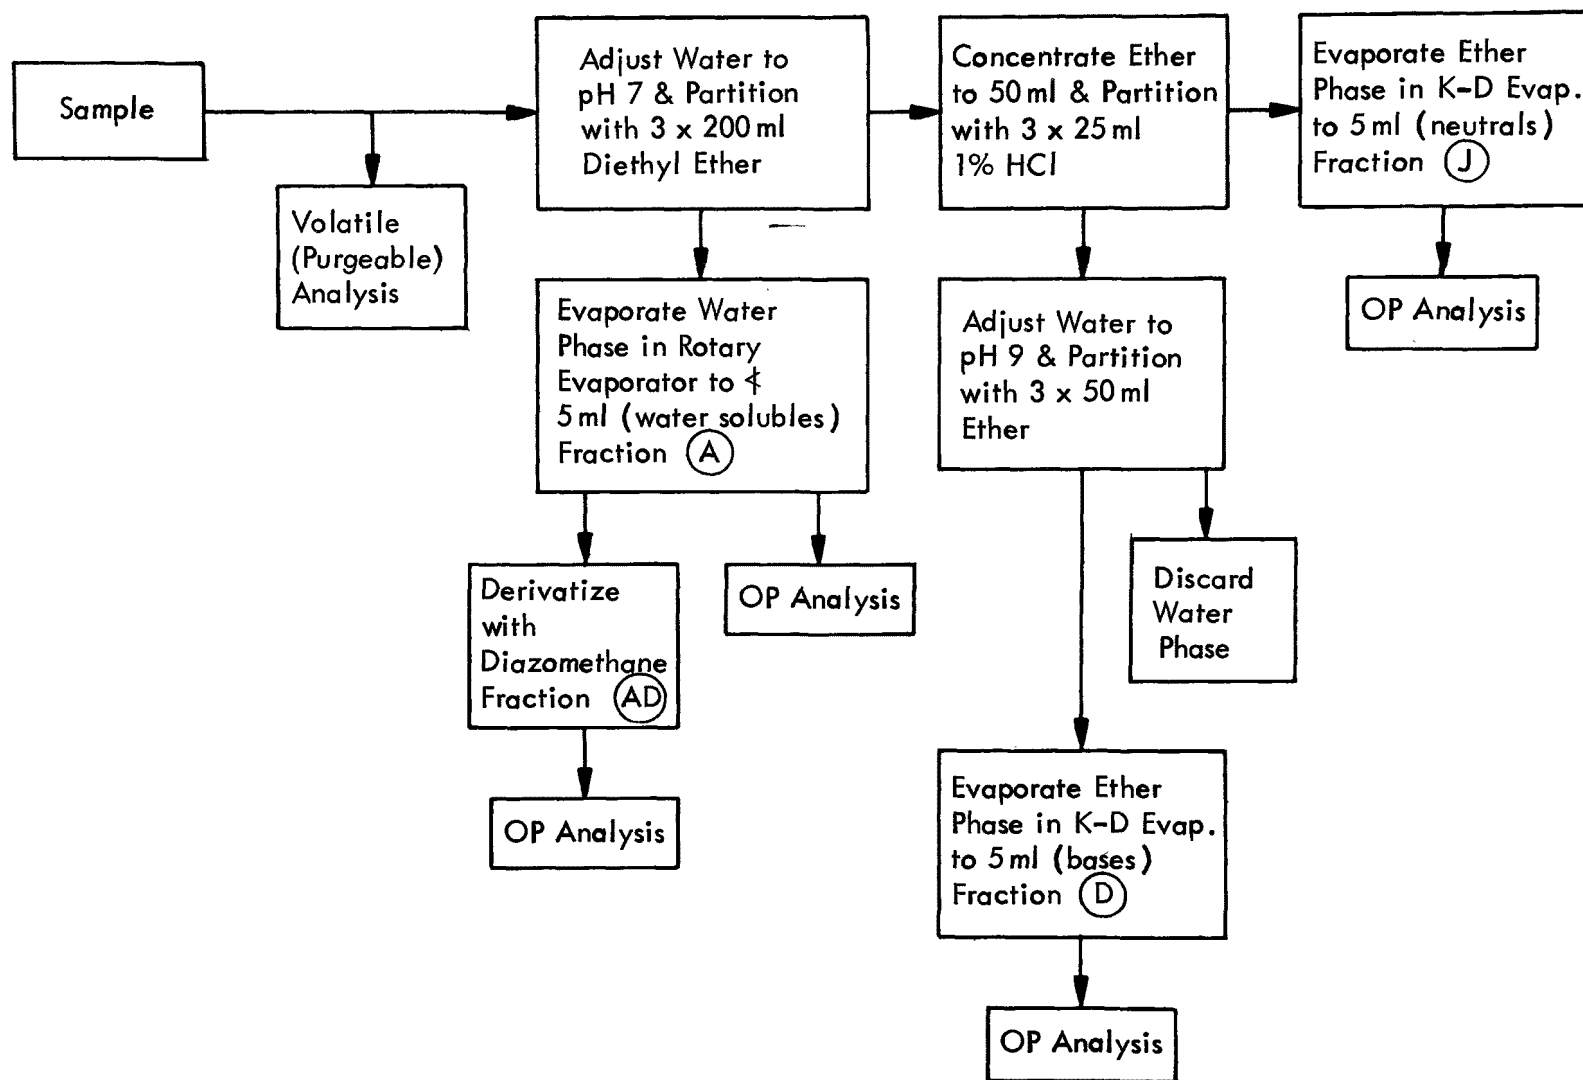 Sample
Volatile
(Purgeable)
Analysis
Adjust Water to
pH 7 & Partition
with 3 x 200 ml
Diethyl Ether
Concentrate Ether
to 50 ml & Partition
with 3 x 25 ml
1% HCl
Evaporate Ether
Phase in K-D Evap.
to 5 ml (neutrals)
Fraction J
OP Analysis
Evaporate Water
Phase in Rotary
Evaporator to ≮
5 ml (water solubles)
Fraction A
Adjust Water to
pH 9 & Partition
with 3 x 50 ml
Ether
Derivatize
with
Diazomethane
Fraction AD
OP Analysis
OP Analysis
Discard
Water
Phase
Evaporate Ether
Phase in K-D Evap.
to 5 ml (bases)
Fraction D
OP Analysis